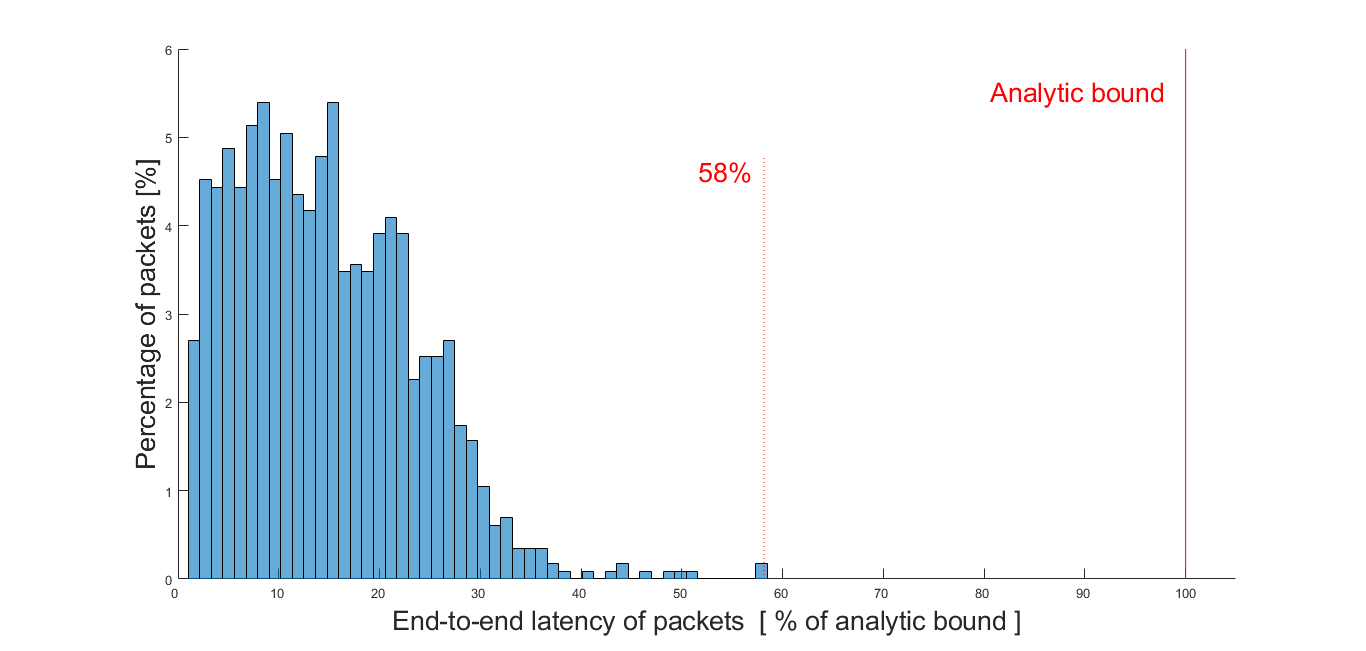 6
Analytic bound
5
58%
4
3
2
1
0
Percentage of packets [%]
0 10 20 30 40 50 60 70 80 90 100
End-to-end latency of packets [ % of analytic bound ]